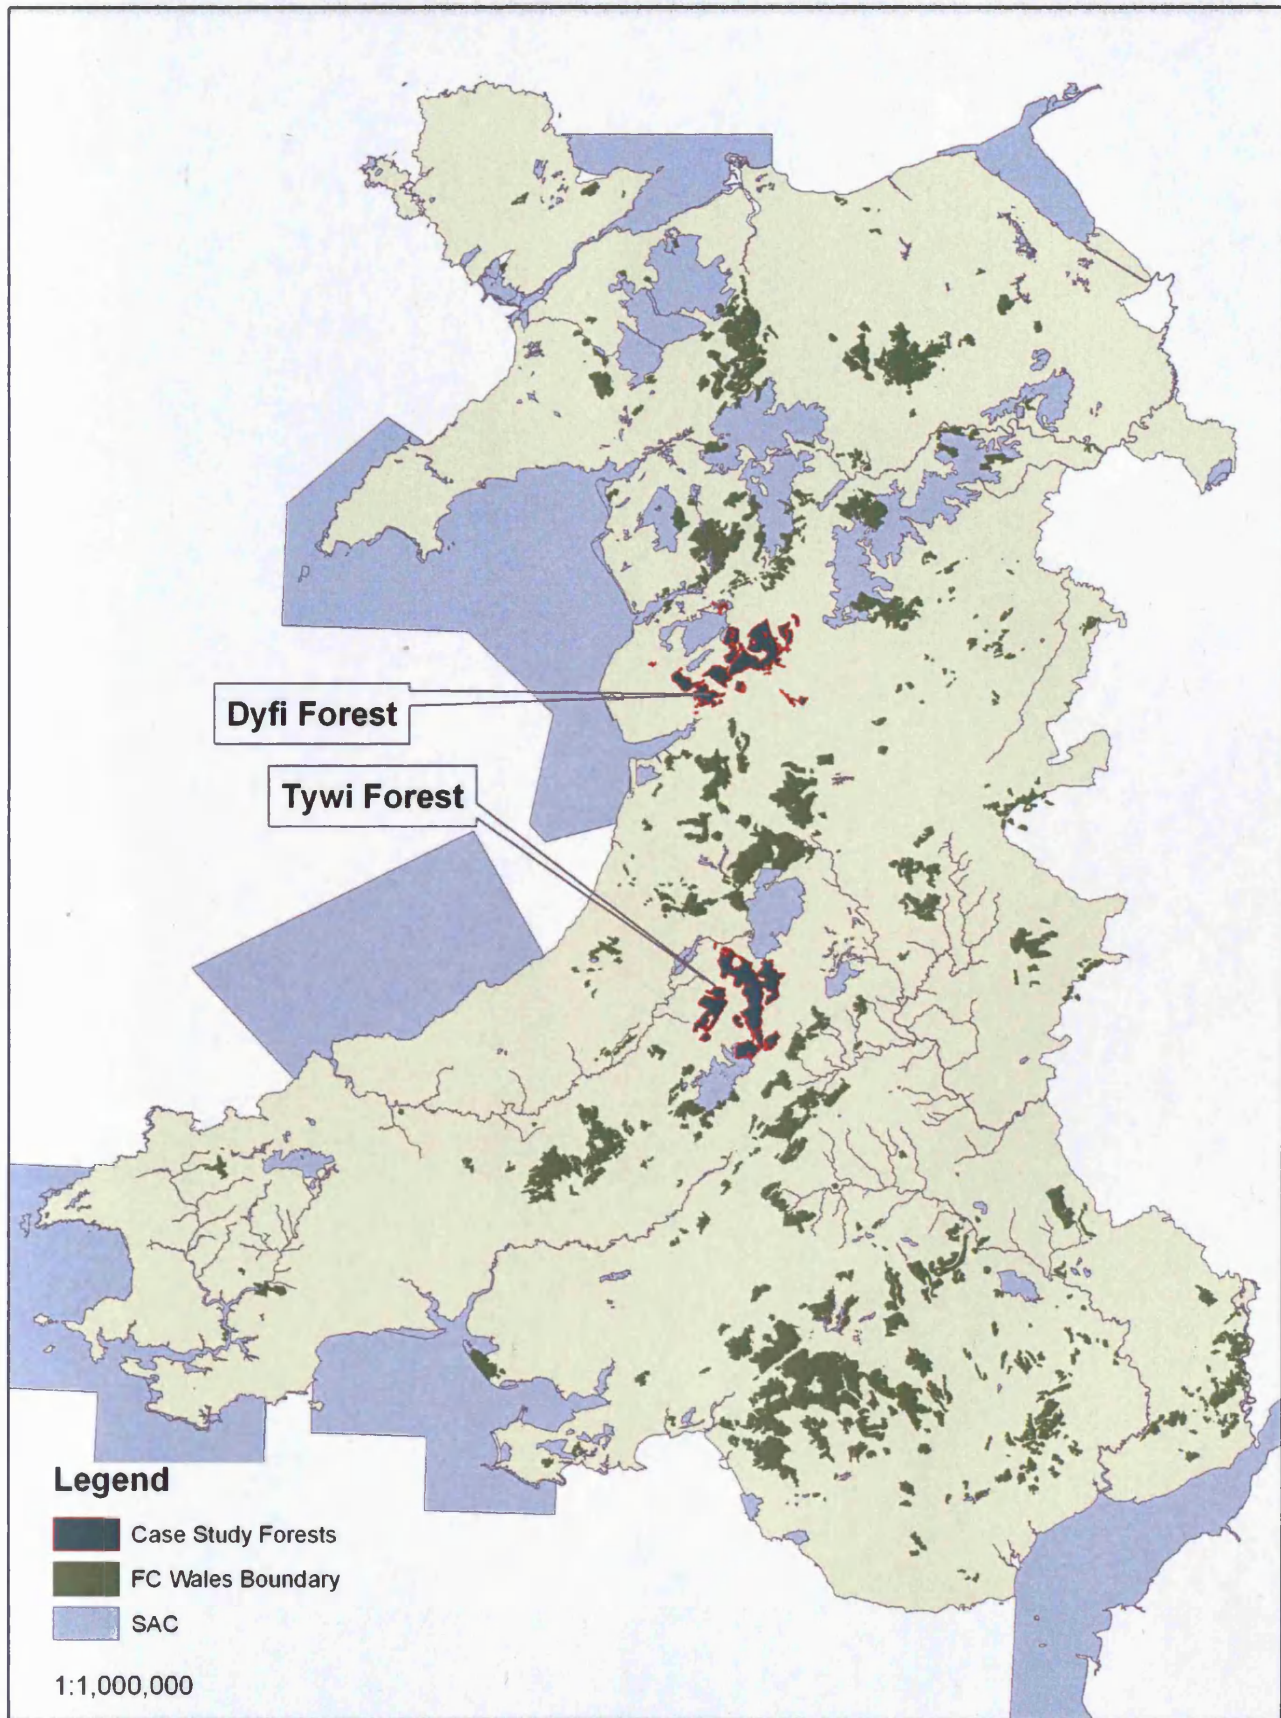 Dyfi Forest
Tywi Forest
Legend
Case Study Forests
FC Wales Boundary
SAC
1:1,000,000